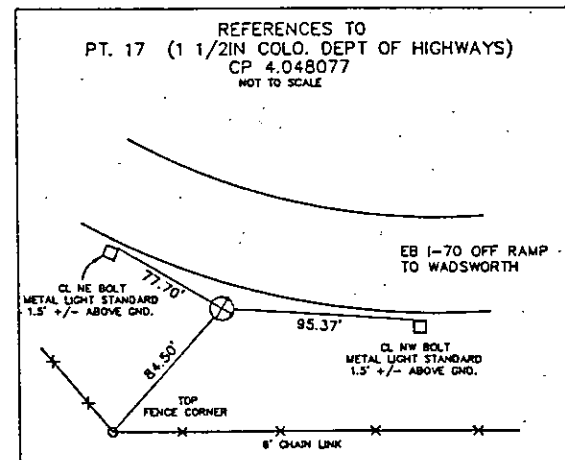 REFERENCES TO
PT. 17 (1 1/2IN COLO. DEPT OF HIGHWAYS)
CP 4.048077
NOT TO SCALE
EB I-70 OFF RAMP
TO WADSWORTH
CL NE BOLT
METAL LIGHT STANDARD
1.5' +/- ABOVE GND.
77.70'
95.37'
84.50'
CL NW BOLT
METAL LIGHT STANDARD
1.5' +/- ABOVE GND.
TOP
FENCE CORNER
6' CHAIN LINK